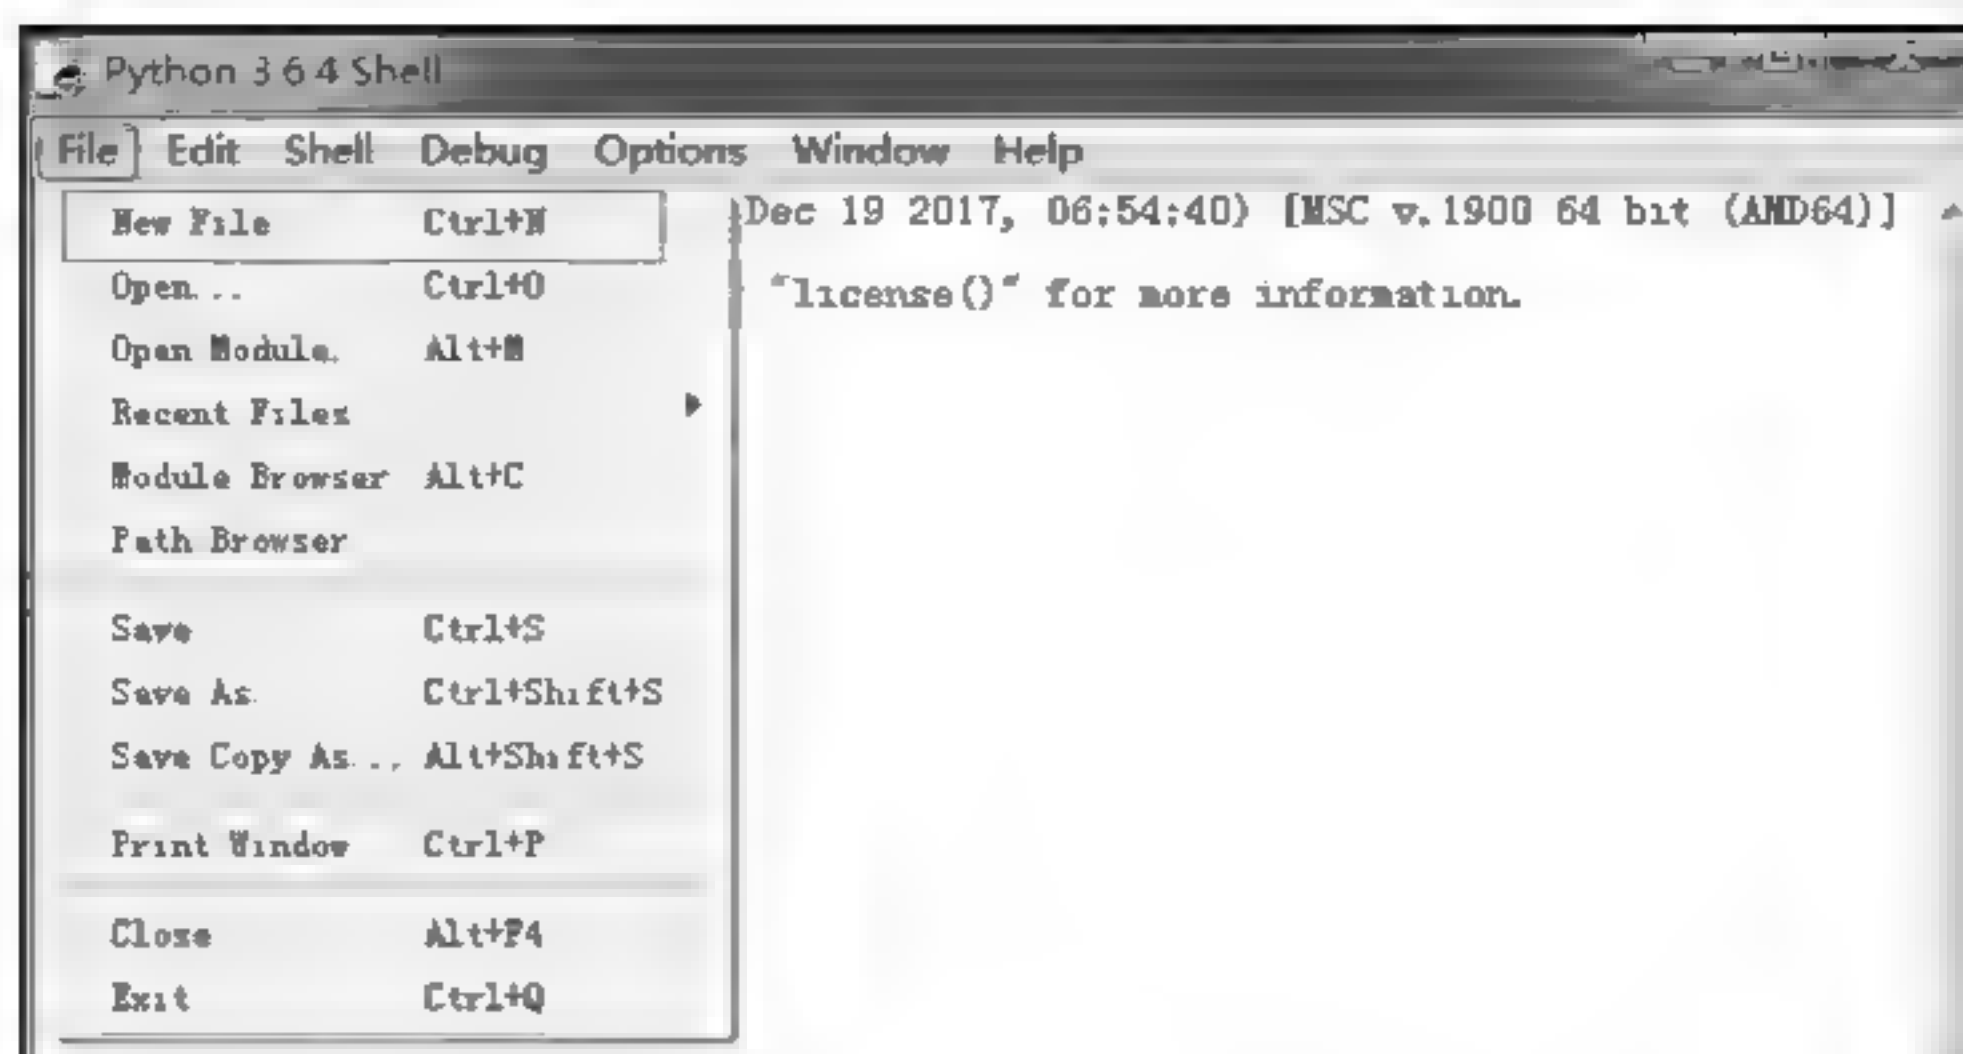 Python 3 6 4 Shell
File Edit Shell Debug Options Window Help
New File Ctrl+N
Dec 19 2017, 06:54:40) [MSC v.1900 64 bit (AMD64)]
Open... Ctrl+O
"license()" for more information.
Open Module. Alt+M
Recent Files
Module Browser Alt+C
Path Browser
Save Ctrl+S
Save As. Ctrl+Shift+S
Save Copy As... Alt+Shift+S
Print Window Ctrl+P
Close Alt+F4
Exit Ctrl+Q